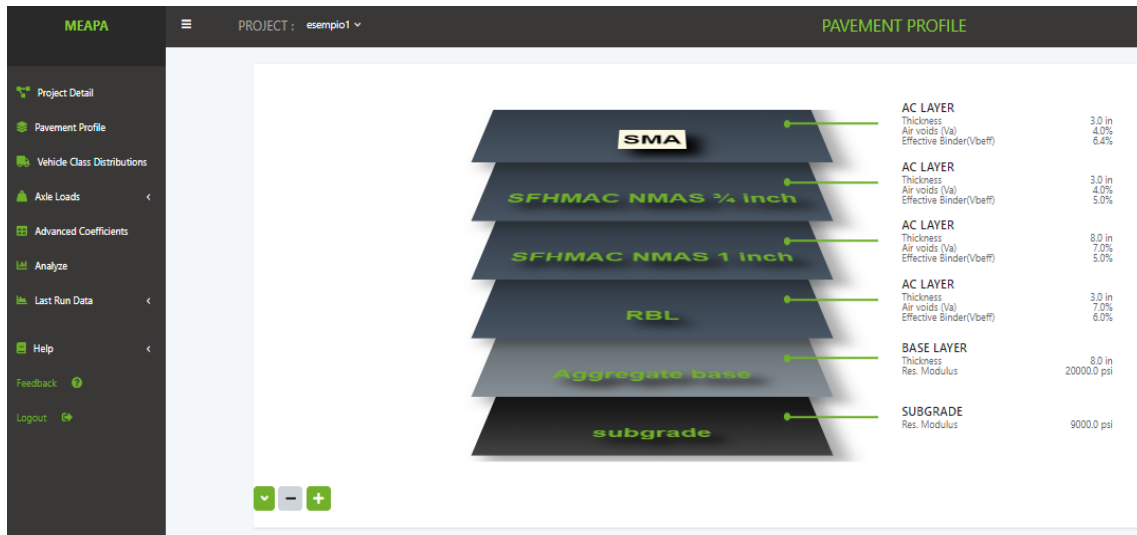 MEAPA
PROJECT : esempio1
PAVEMENT PROFILE
Project Detail
Pavement Profile
Vehicle Class Distributions
Axle Loads
Advanced Coefficients
Analyze
Last Run Data
Help
Feedback
Logout
SMA
AC LAYER
Thickness 3.0 in
Air voids (Va) 4.0%
Effective Binder(Vbeff) 6.4%
SFHMAC NMAS ¾ inch
AC LAYER
Thickness 3.0 in
Air voids (Va) 4.0%
Effective Binder(Vbeff) 5.0%
SFHMAC NMAS 1 inch
AC LAYER
Thickness 8.0 in
Air voids (Va) 7.0%
Effective Binder(Vbeff) 5.0%
RBL
AC LAYER
Thickness 3.0 in
Air voids (Va) 7.0%
Effective Binder(Vbeff) 6.0%
Aggregate base
BASE LAYER
Thickness 8.0 in
Res. Modulus 20000.0 psi
subgrade
SUBGRADE
Res. Modulus 9000.0 psi